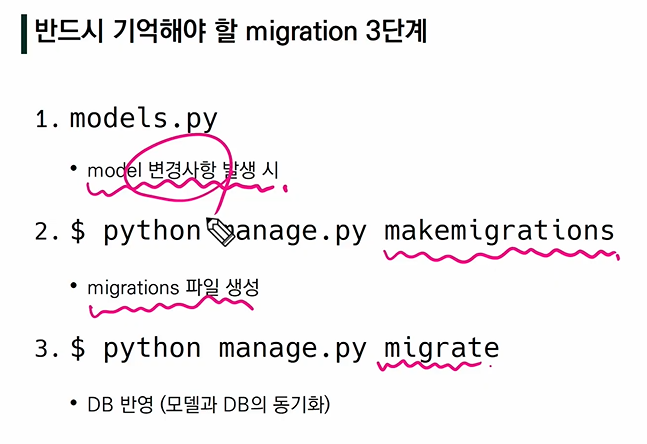 반드시 기억해야 할 migration 3단계
1. models.py
• model 변경사항 발생 시
2. $ python manage.py makemigrations
• migrations 파일 생성
3. $ python manage.py migrate
• DB 반영 (모델과 DB의 동기화)